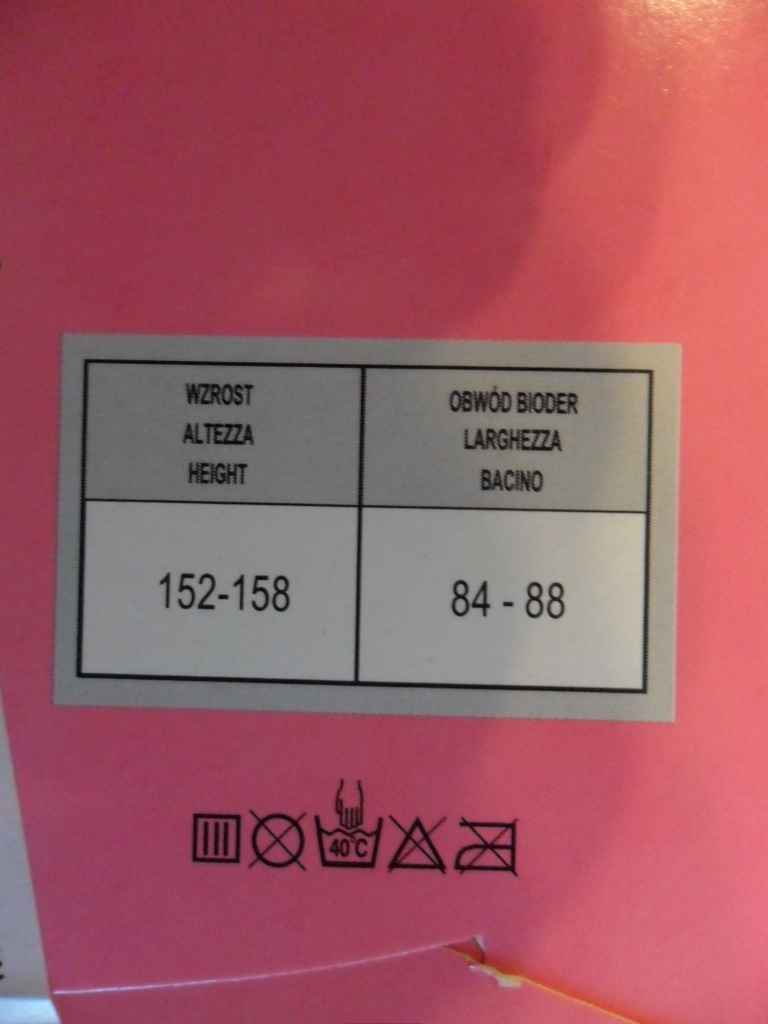 WZROST
ALTEZZA
HEIGHT
OBWÓD BIODER
LARGHEZZA
BACINO
152-158
84 - 88
40°C